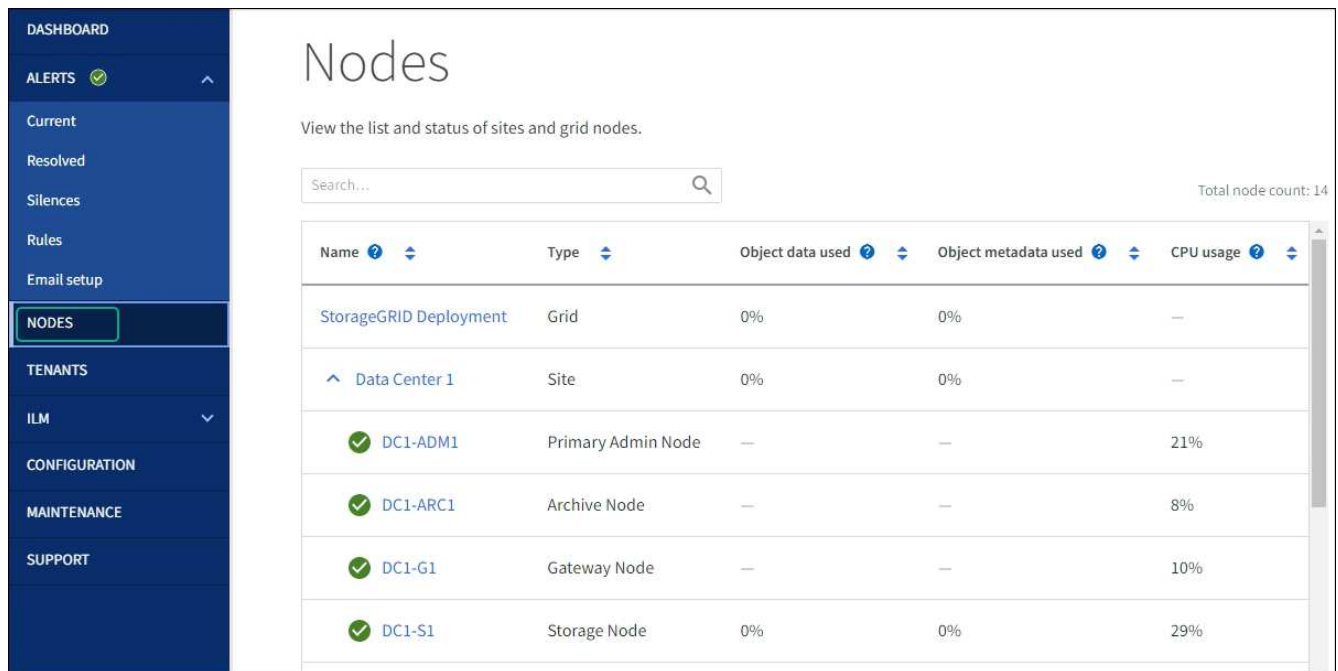 DASHBOARD
ALERTS
Current
Resolved
Silences
Rules
Email setup
NODES
TENANTS
ILM
CONFIGURATION
MAINTENANCE
SUPPORT
Nodes
View the list and status of sites and grid nodes.
Search...
Total node count: 14
Name ? Type Object data used ? Object metadata used ? CPU usage ?
StorageGRID Deployment Grid 0% 0% —
Data Center 1 Site 0% 0% —
DC1-ADM1 Primary Admin Node — — 21%
DC1-ARC1 Archive Node — — 8%
DC1-G1 Gateway Node — — 10%
DC1-S1 Storage Node 0% 0% 29%